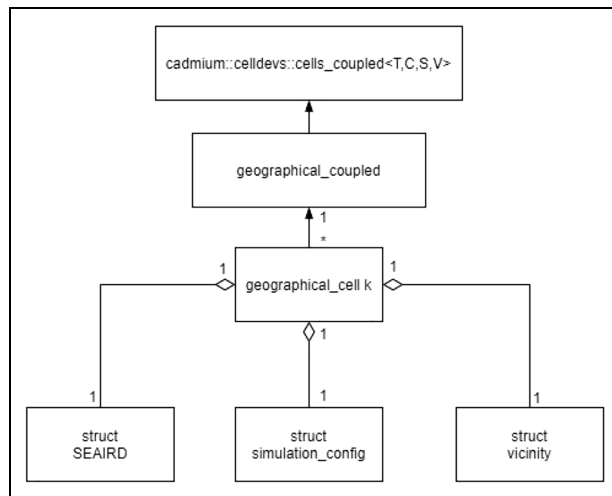 cadmium::celldevs::cells_coupled<T,C,S,V>
geographical_coupled
1
*
geographical_cell k
1
1
1
1
1
1
struct
SEAIRD
struct
simulation_config
struct
vicinity